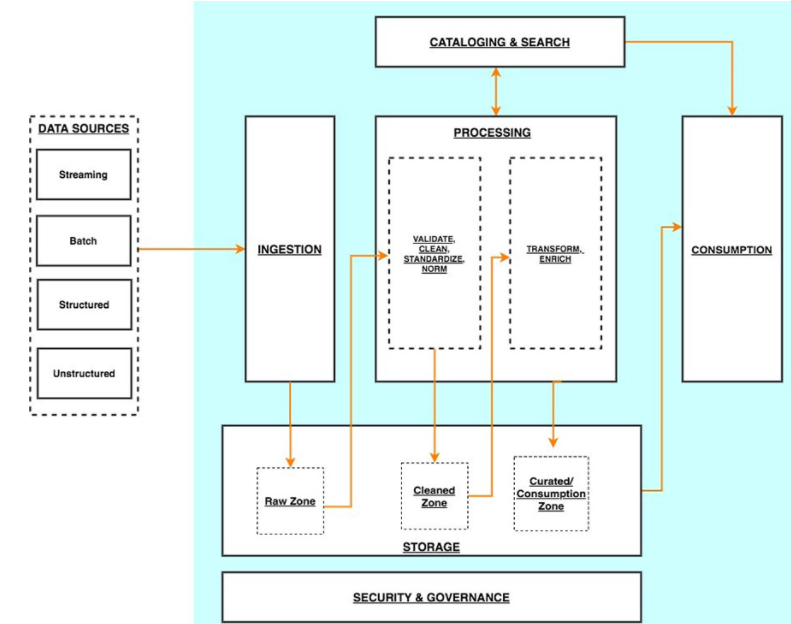 CATALOGING & SEARCH
DATA SOURCES
Streaming
Batch
Structured
Unstructured
INGESTION
PROCESSING
VALIDATE,
CLEAN,
STANDARDIZE,
NORM
TRANSFORM,
ENRICH
CONSUMPTION
Raw Zone
Cleaned
Zone
Curated/
Consumption
Zone
STORAGE
SECURITY & GOVERNANCE